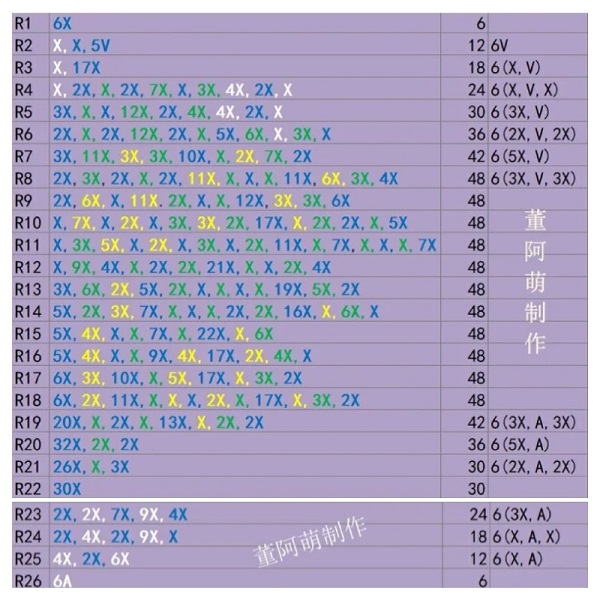 R1 6X 6
R2 X, X, 5V 12 6V
R3 X, 17X 18 6(X, V)
R4 X, 2X, X, 2X, 7X, X, 3X, 4X, 2X, X 24 6(X, V, X)
R5 3X, X, X, 12X, 2X, 4X, 4X, 2X, X 30 6(3X, V)
R6 2X, X, 2X, 12X, 2X, X, 5X, 6X, X, 3X, X 36 6(2X, V, 2X)
R7 3X, 11X, 3X, 3X, 10X, X, 2X, 7X, 2X 42 6(5X, V)
R8 2X, 3X, 2X, X, 2X, 11X, X, X, X, 11X, 6X, 3X, 4X 48 6(3X, V, 3X)
R9 2X, 6X, X, 11X. 2X, X, X, 12X, 3X, 3X, 6X 48
R10 X, 7X, X, 2X, X, 3X, 3X, 2X, 17X, X, 2X, 2X, X, 5X 48
R11 X, 3X, 5X, X, 2X, X, 3X, X, 2X, 11X, X, 7X, X, X, X, 7X 48
R12 X, 9X, 4X, X, 2X, 2X, 21X, X, X, 2X, 4X 48
R13 3X, 6X, 2X, 5X, 2X, X, X, X, X, 19X, 5X, 2X 48
R14 5X, 2X, 3X, 7X, X, X, X, 2X, 2X, 16X, X, 6X, X 48
R15 5X, 4X, X, X, 7X, X, 22X, X, 6X 48
R16 5X, 4X, X, X, 9X, 4X, 17X, 2X, 4X, X 48
R17 6X, 3X, 10X, X, 5X, 17X, X, 3X, 2X 48
R18 6X, 2X, 11X, X, X, X, 2X, X, 17X, X, 3X, 2X 48
R19 20X, X, 2X, X, 13X, X, 2X, 2X 42 6(3X, A, 3X)
R20 32X, 2X, 2X 36 6(5X, A)
R21 26X, X, 3X 30 6(2X, A, 2X)
R22 30X 30
董阿萌制作
R23 2X, 2X, 7X, 9X, 4X 24 6(3X, A)
R24 2X, 4X, 2X, 9X, X 18 6(X, A, X)
R25 4X, 2X, 6X 12 6(X, A)
R26 6A 6
董阿萌制作